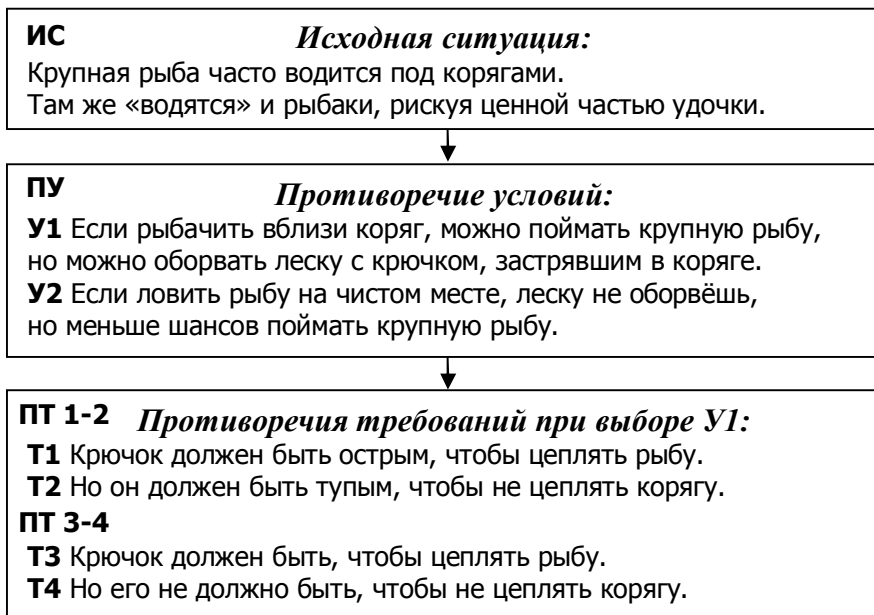 ИС Исходная ситуация:
Крупная рыба часто водится под корягами.
Там же «водятся» и рыбаки, рискуя ценной частью удочки.
ПУ Противоречие условий:
У1 Если рыбачить вблизи коряг, можно поймать крупную рыбу,
но можно оборвать леску с крючком, застрявшим в коряге.
У2 Если ловить рыбу на чистом месте, леску не оборвёшь,
но меньше шансов поймать крупную рыбу.
ПТ 1-2 Противоречия требований при выборе У1:
Т1 Крючок должен быть острым, чтобы цеплять рыбу.
Т2 Но он должен быть тупым, чтобы не цеплять корягу.
ПТ 3-4
Т3 Крючок должен быть, чтобы цеплять рыбу.
Т4 Но его не должно быть, чтобы не цеплять корягу.